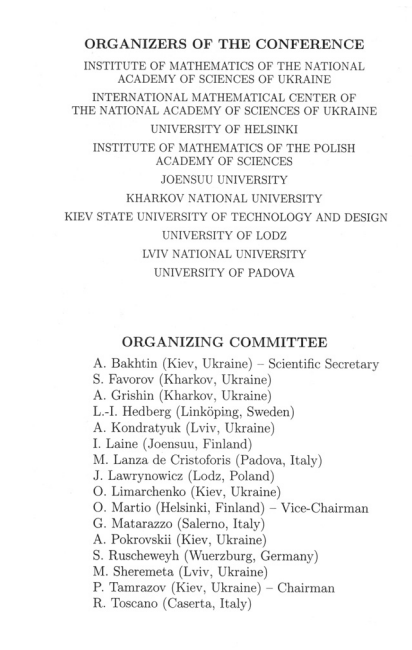 ORGANIZERS OF THE CONFERENCE
INSTITUTE OF MATHEMATICS OF THE NATIONAL
ACADEMY OF SCIENCES OF UKRAINE
INTERNATIONAL MATHEMATICAL CENTER OF
THE NATIONAL ACADEMY OF SCIENCES OF UKRAINE
UNIVERSITY OF HELSINKI
INSTITUTE OF MATHEMATICS OF THE POLISH
ACADEMY OF SCIENCES
JOENSUU UNIVERSITY
KHARKOV NATIONAL UNIVERSITY
KIEV STATE UNIVERSITY OF TECHNOLOGY AND DESIGN
UNIVERSITY OF LODZ
LVIV NATIONAL UNIVERSITY
UNIVERSITY OF PADOVA
ORGANIZING COMMITTEE
A. Bakhtin (Kiev, Ukraine) – Scientific Secretary
S. Favorov (Kharkov, Ukraine)
A. Grishin (Kharkov, Ukraine)
L.-I. Hedberg (Linköping, Sweden)
A. Kondratyuk (Lviv, Ukraine)
I. Laine (Joensuu, Finland)
M. Lanza de Cristoforis (Padova, Italy)
J. Lawrynowicz (Lodz, Poland)
O. Limarchenko (Kiev, Ukraine)
O. Martio (Helsinki, Finland) – Vice-Chairman
G. Matarazzo (Salerno, Italy)
A. Pokrovskii (Kiev, Ukraine)
S. Ruscheweyh (Wuerzburg, Germany)
M. Sheremeta (Lviv, Ukraine)
P. Tamrazov (Kiev, Ukraine) – Chairman
R. Toscano (Caserta, Italy)